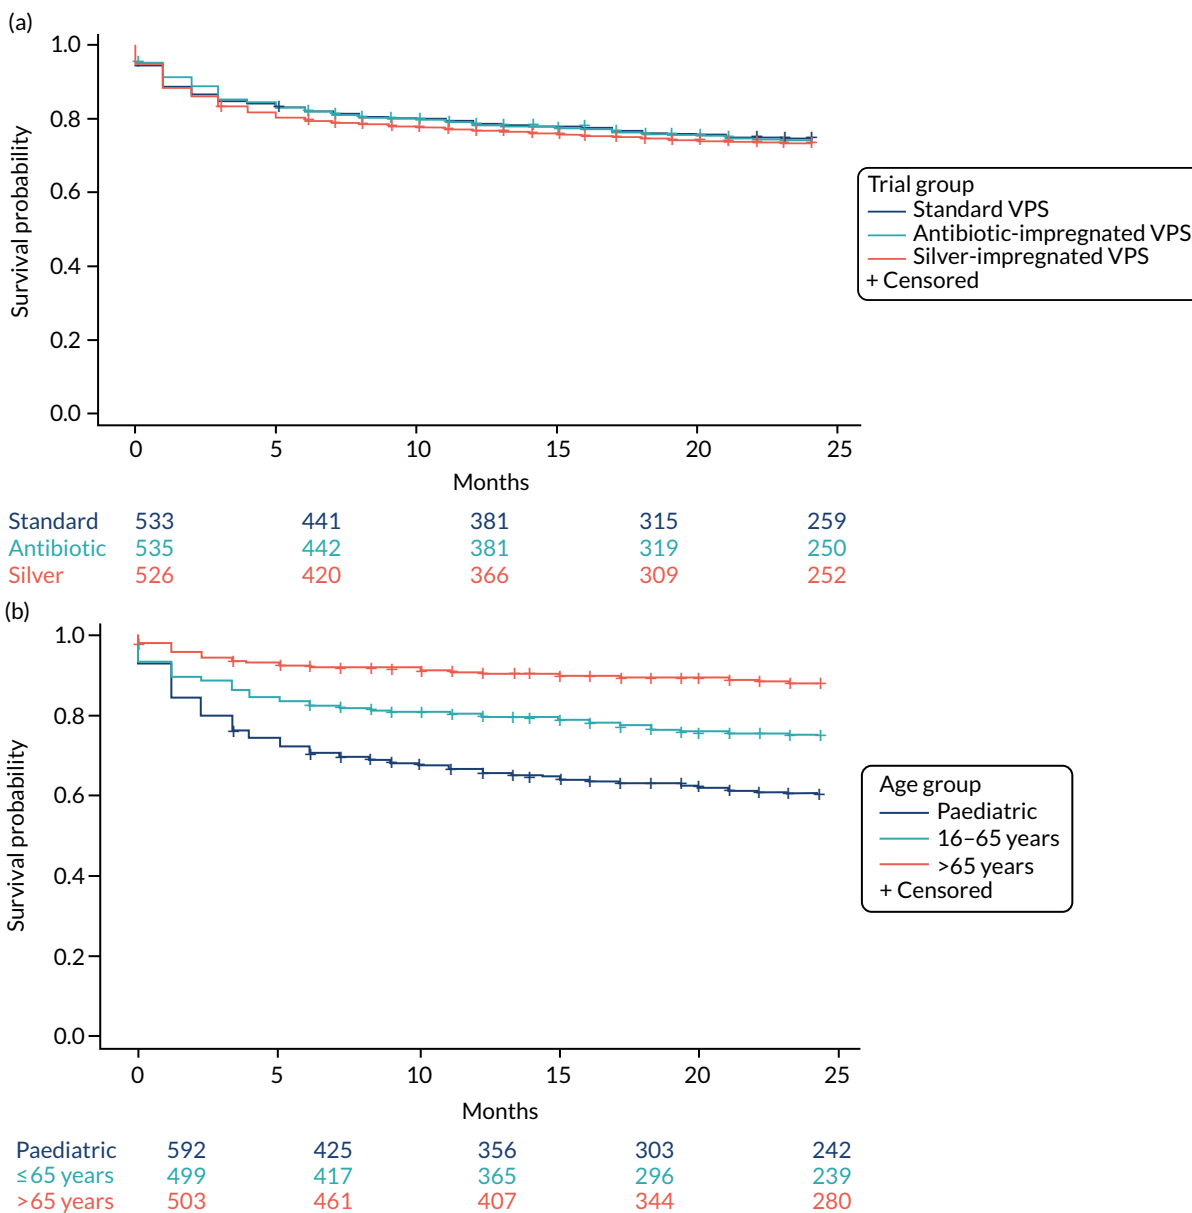 (a)
1.0
0.8
0.6
0.4
0.2
0.0
Survival probability
0 5 10 15 20 25
Months
Trial group
Standard VPS
Antibiotic-impregnated VPS
Silver-impregnated VPS
+ Censored
Standard 533 441 381 315 259
Antibiotic 535 442 381 319 250
Silver 526 420 366 309 252
(b)
1.0
0.8
0.6
0.4
0.2
0.0
Survival probability
0 5 10 15 20 25
Months
Age group
Paediatric
16–65 years
>65 years
+ Censored
Paediatric 592 425 356 303 242
≤65 years 499 417 365 296 239
>65 years 503 461 407 344 280